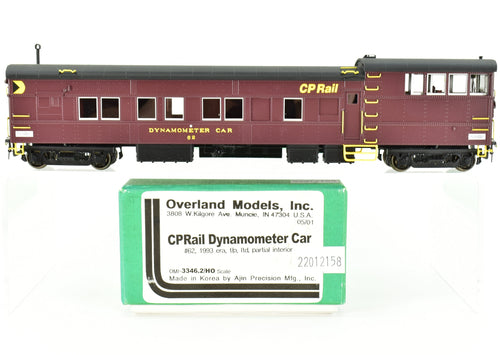 CP Rail
DYNAMOMETER CAR
62
Overland Models, Inc.
3808 W.Kilgore Ave. Muncie, IN 47304 U.S.A.
05/01
CPRail Dynamometer Car
#62, 1993 era, f/p, ltd, partial interior
22012158
OMI-3346.2/HO Scale
Made in Korea by Ajin Precision Mfg., Inc.